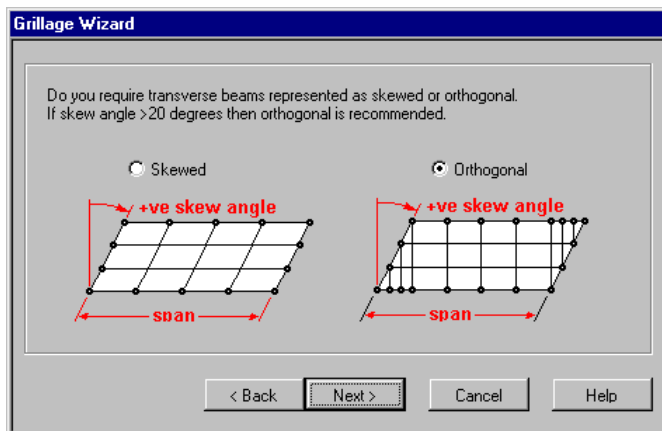 Grillage Wizard
Do you require transverse beams represented as skewed or orthogonal.
If skew angle >20 degrees then orthogonal is recommended.
Skewed
Orthogonal
+ve skew angle
+ve skew angle
span
span
< Back
Next >
Cancel
Help